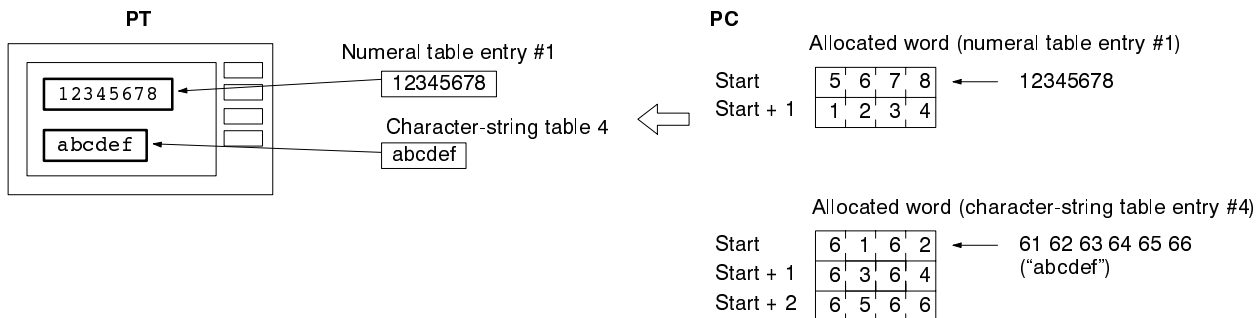 PT
Numeral table entry #1
12345678
12345678
Character-string table 4
abcdef
abcdef
PC
Allocated word (numeral table entry #1)
Start 5 6 7 8 12345678
Start + 1 1 2 3 4
Allocated word (character-string table entry #4)
Start 6 1 6 2 61 62 63 64 65 66
Start + 1 6 3 6 4 (“abcdef”)
Start + 2 6 5 6 6